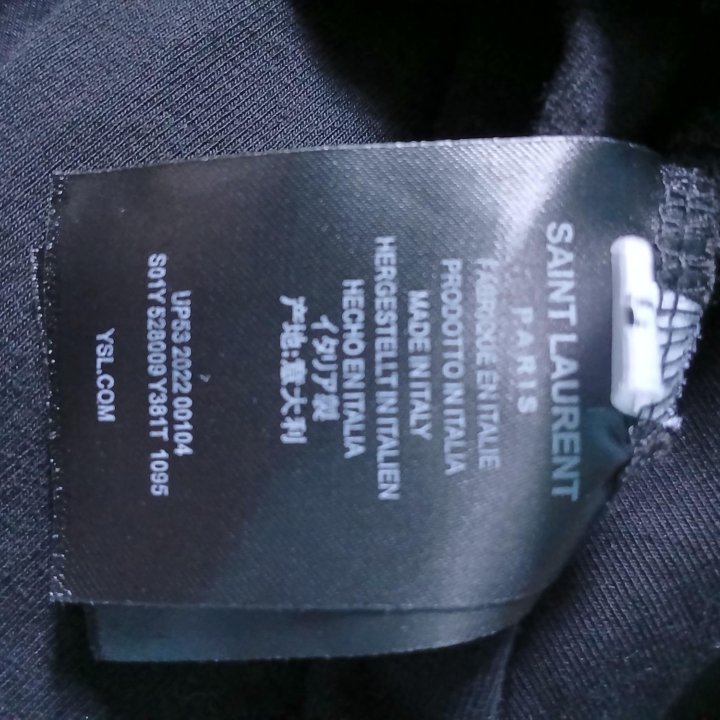 SAINT LAURENT
PARIS
FABRIQUE EN ITALIE
PRODOTTO IN ITALIA
MADE IN ITALY
HERGESTELLT IN ITALIEN
HECHO EN ITALIA
イタリア製
产地:意大利
UP53 2022 00104
S01Y 528009 Y381T 1095
YSL.COM